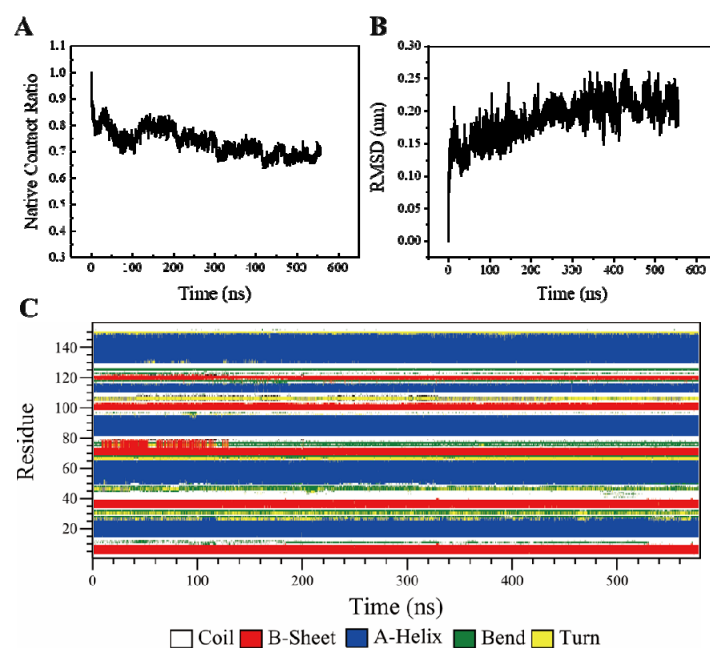 A
B
1.1
1.0
0.9
0.8
0.7
0.6
0.5
0.4
0.3
Native Contact Ratio
0 100 200 300 400 500 600
Time (ns)
0.30
0.25
0.20
0.15
0.10
0.05
0.00
RMSD (nm)
0 100 200 300 400 500 600
Time (ns)
C
140
120
100
80
60
40
20
Residue
0 100 200 300 400 500
Time (ns)
Coil B-Sheet A-Helix Bend Turn